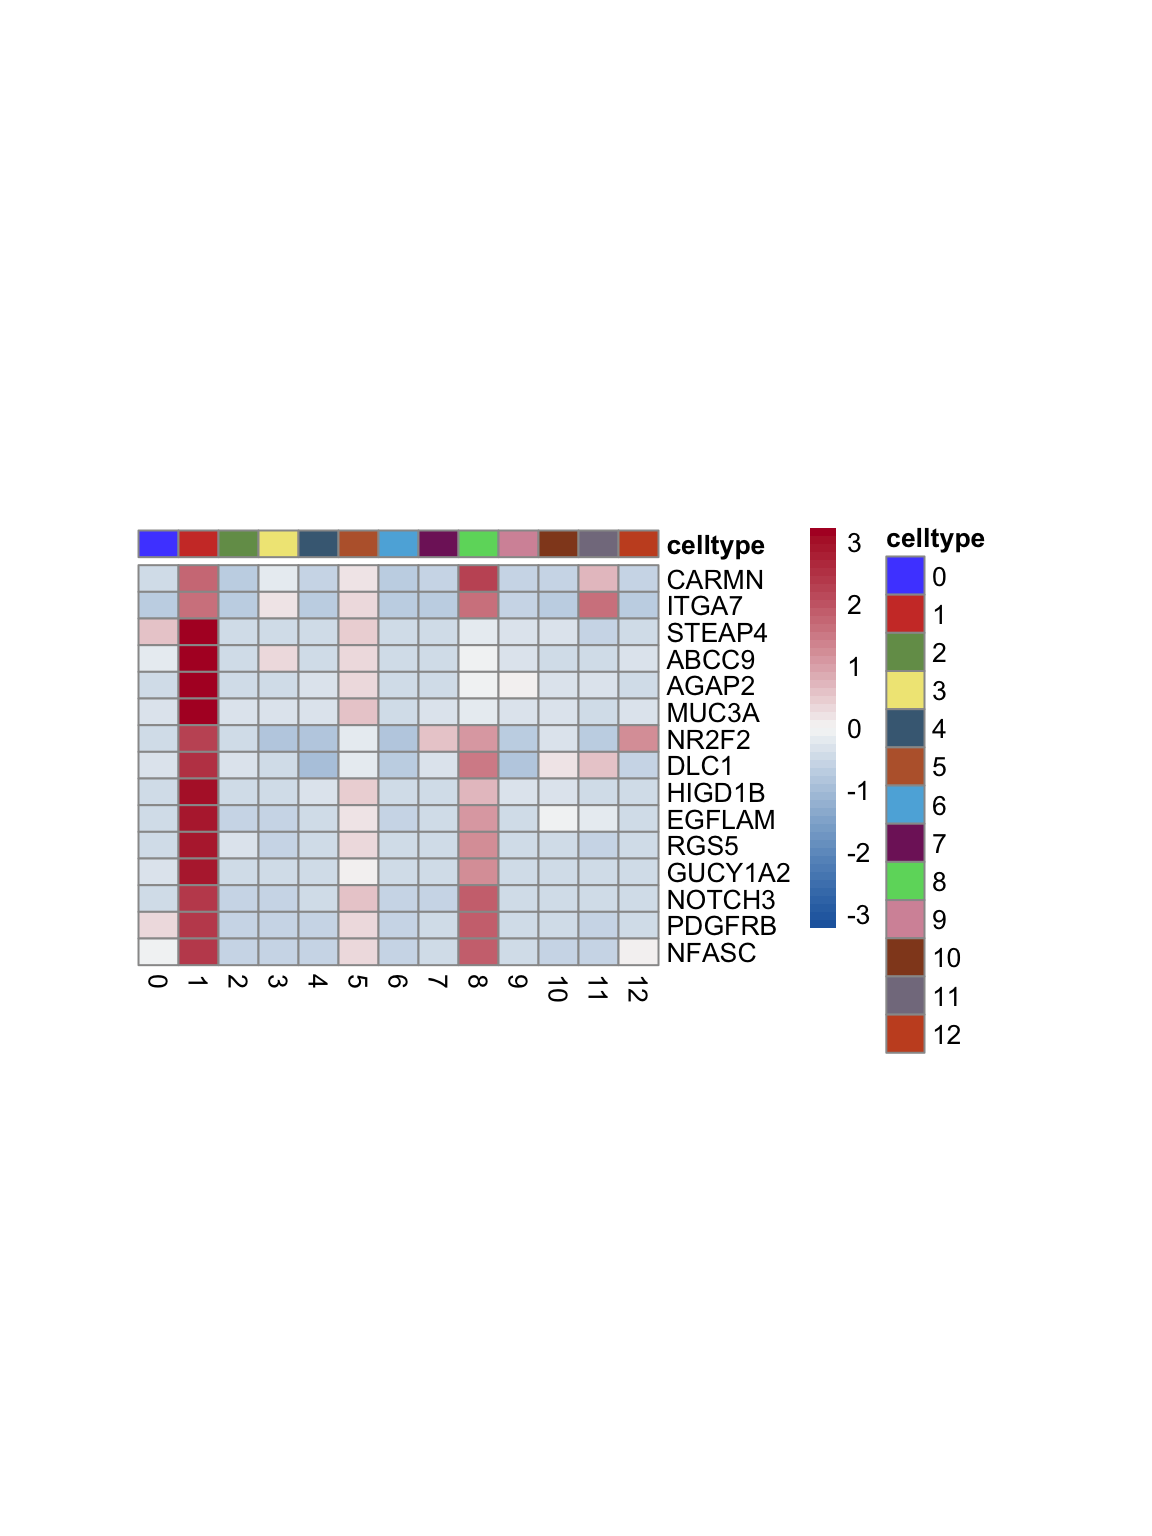 celltype
CARMN
ITGA7
STEAP4
ABCC9
AGAP2
MUC3A
NR2F2
DLC1
HIGD1B
EGFLAM
RGS5
GUCY1A2
NOTCH3
PDGFRB
NFASC
0 1 2 3 4 5 6 7 8 9 10 11 12
3
2
1
0
-1
-2
-3
celltype
0
1
2
3
4
5
6
7
8
9
10
11
12